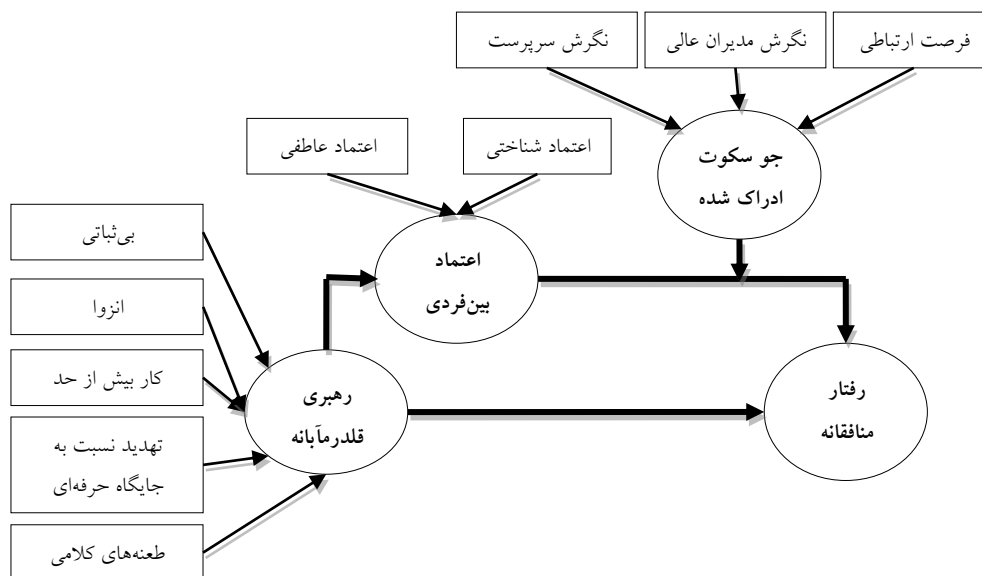 فرصت ارتباطی
نگرش مدیران عالی
نگرش سرپرست
جو سکوت
ادراک شده
اعتماد شناختی
اعتماد عاطفی
اعتماد
بین‌فردی
بی‌ثباتی
انزوا
کار بیش از حد
تهدید نسبت به
جایگاه حرفه‌ای
طعنه‌های کلامی
رهبری
قلدرمآبانه
رفتار
منافقانه